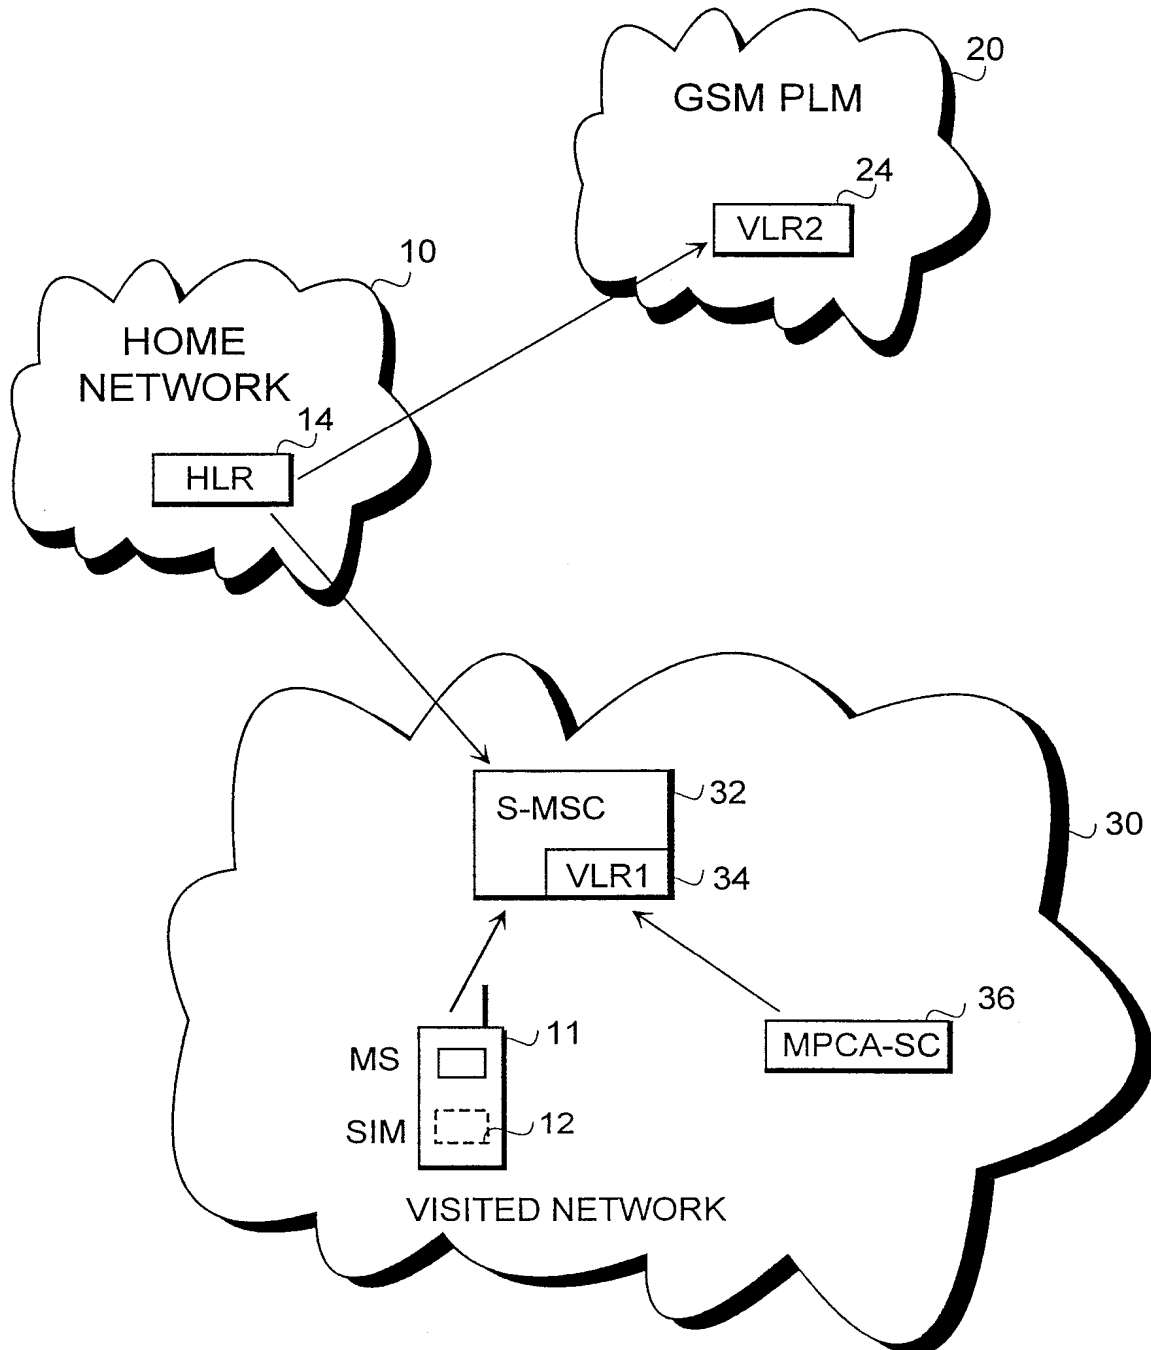 20
GSM PLM
24
VLR2
10
HOME
NETWORK
14
HLR
S-MSC
32
VLR1
34
30
36
MPCA-SC
11
MS
SIM
12
VISITED NETWORK